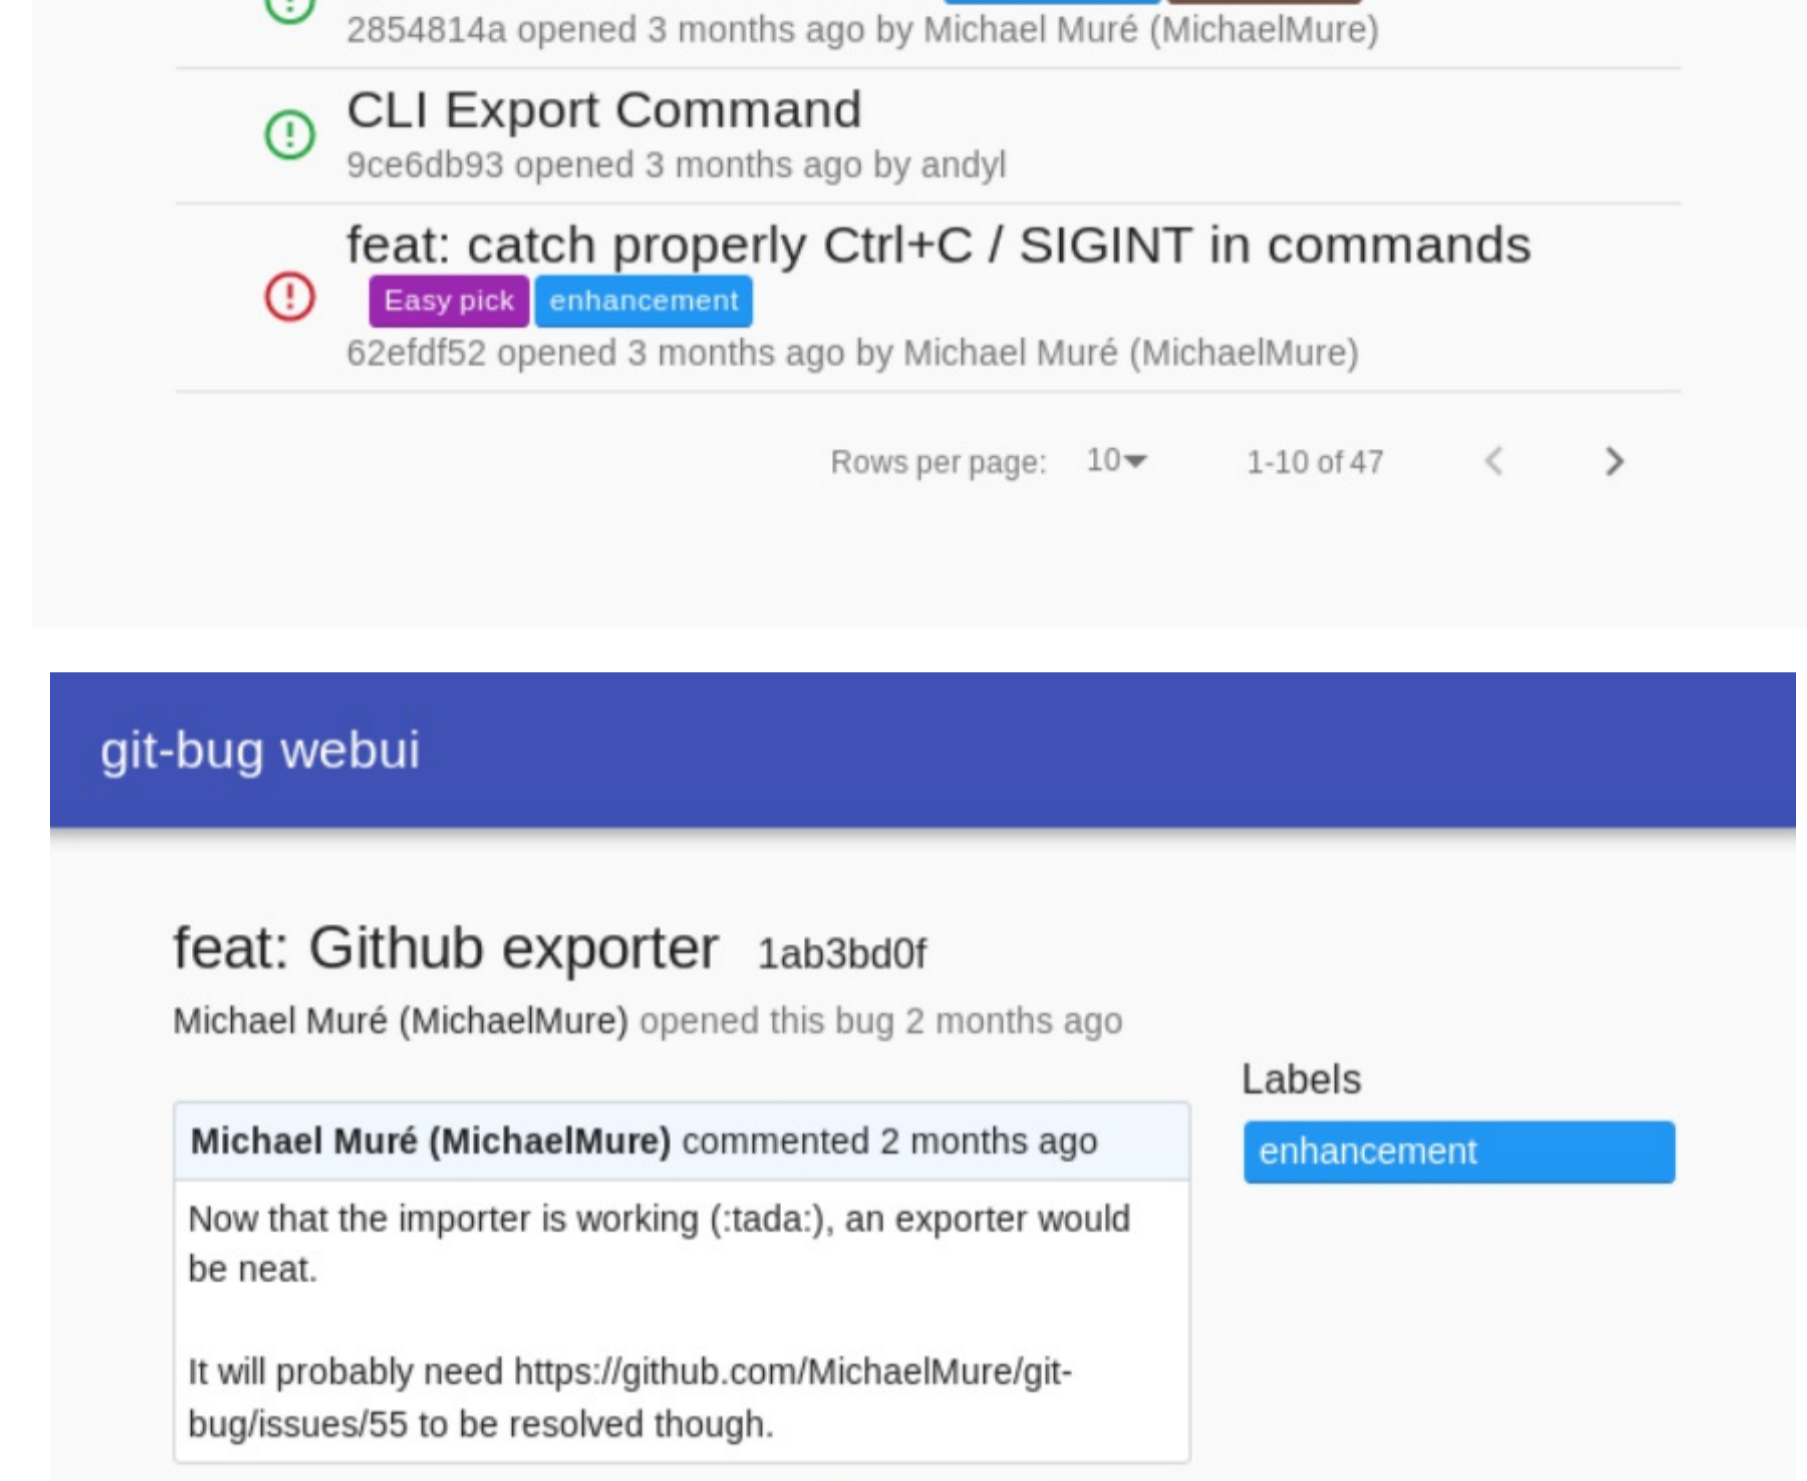 2854814a opened 3 months ago by Michael Muré (MichaelMure)
CLI Export Command
9ce6db93 opened 3 months ago by andyl
feat: catch properly Ctrl+C / SIGINT in commands
Easy pick enhancement
62efdf52 opened 3 months ago by Michael Muré (MichaelMure)
Rows per page: 10 1-10 of 47
git-bug webui
feat: Github exporter 1ab3bd0f
Michael Muré (MichaelMure) opened this bug 2 months ago
Labels
Michael Muré (MichaelMure) commented 2 months ago
enhancement
Now that the importer is working (:tada:), an exporter would
be neat.
It will probably need https://github.com/MichaelMure/git-
bug/issues/55 to be resolved though.